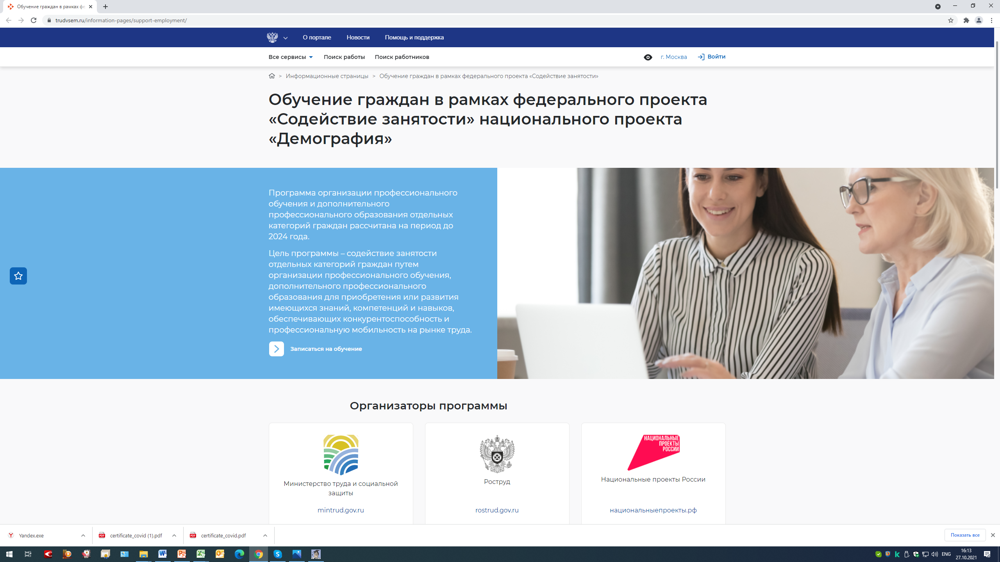 Обучение граждан в рамках фе
trudvsem.ru/information-pages/support-employment/
О портале Новости Помощь и поддержка
Все сервисы Поиск работы Поиск работников г. Москва Войти
> Информационные страницы > Обучение граждан в рамках федерального проекта «Содействие занятости»
Обучение граждан в рамках федерального проекта
«Содействие занятости» национального проекта
«Демография»
Программа организации профессионального
обучения и дополнительного
профессионального образования отдельных
категорий граждан рассчитана на период до
2024 года.
Цель программы – содействие занятости
отдельных категорий граждан путем
организации профессионального обучения,
дополнительного профессионального
образования для приобретения или развития
имеющихся знаний, компетенций и навыков,
обеспечивающих конкурентоспособность и
профессиональную мобильность на рынке труда.
Записаться на обучение
Организаторы программы
Министерство труда и социальной
защиты
mintrud.gov.ru
Роструд
rostrud.gov.ru
НАЦИОНАЛЬНЫЕ
ПРОЕКТЫ
РОССИИ
Национальные проекты России
национальныепроекты.рф
Yandex.exe certificate_covid (1).pdf certificate_covid.pdf Показать все
ENG
16:13
27.10.2021